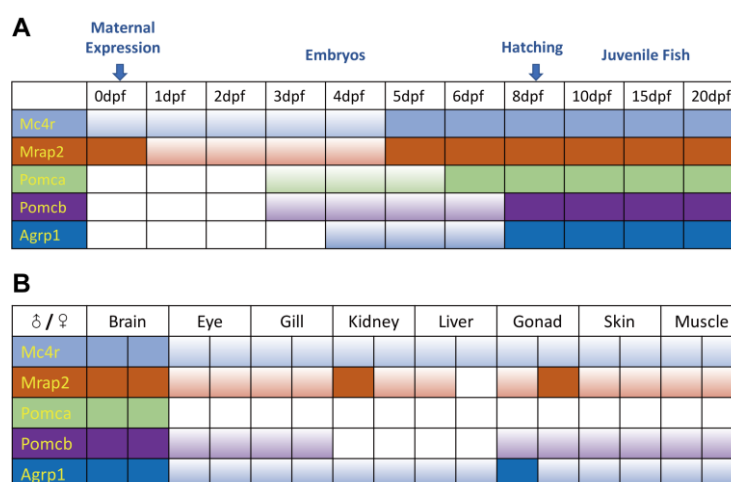 A
Maternal
Expression
Embryos
Hatching
Juvenile Fish
0dpf 1dpf 2dpf 3dpf 4dpf 5dpf 6dpf 8dpf 10dpf 15dpf 20dpf
Mc4r
Mrap2
Pomca
Pomcb
Agrp1
B
♂/♀ Brain Eye Gill Kidney Liver Gonad Skin Muscle
Mc4r
Mrap2
Pomca
Pomcb
Agrp1